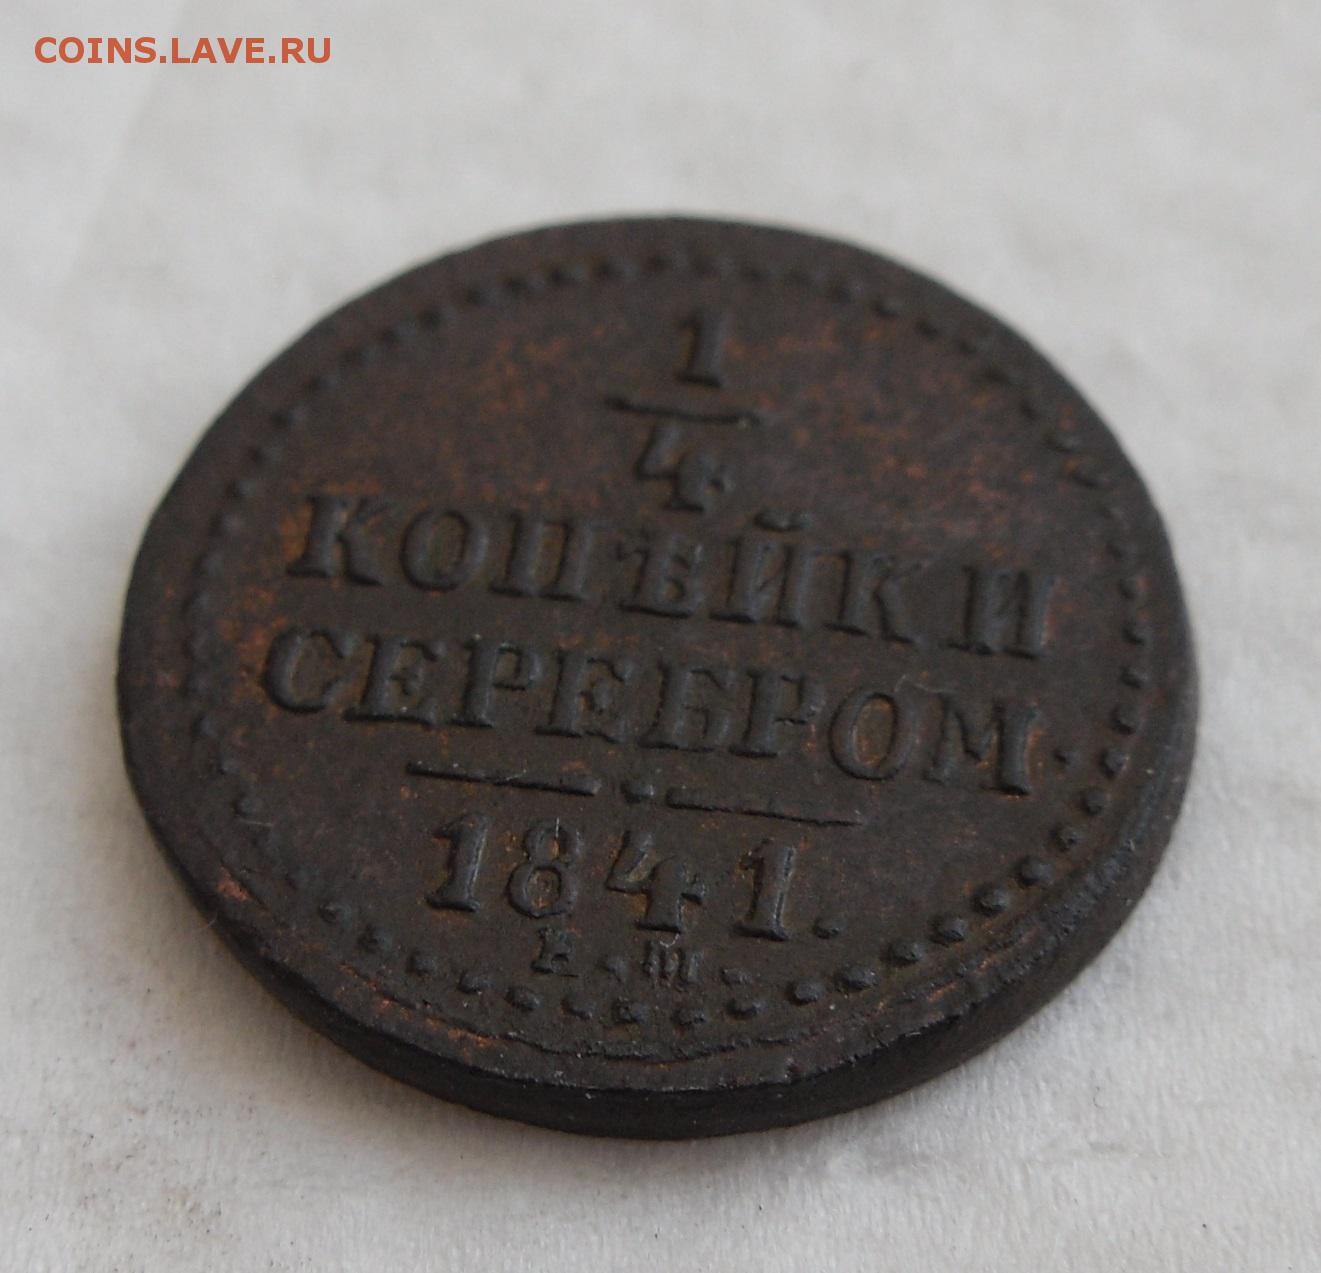 COINS.LAVE.RU
1
4
КОПѢЙКИ
СЕРЕБРОМ.
1841.
Е.М.